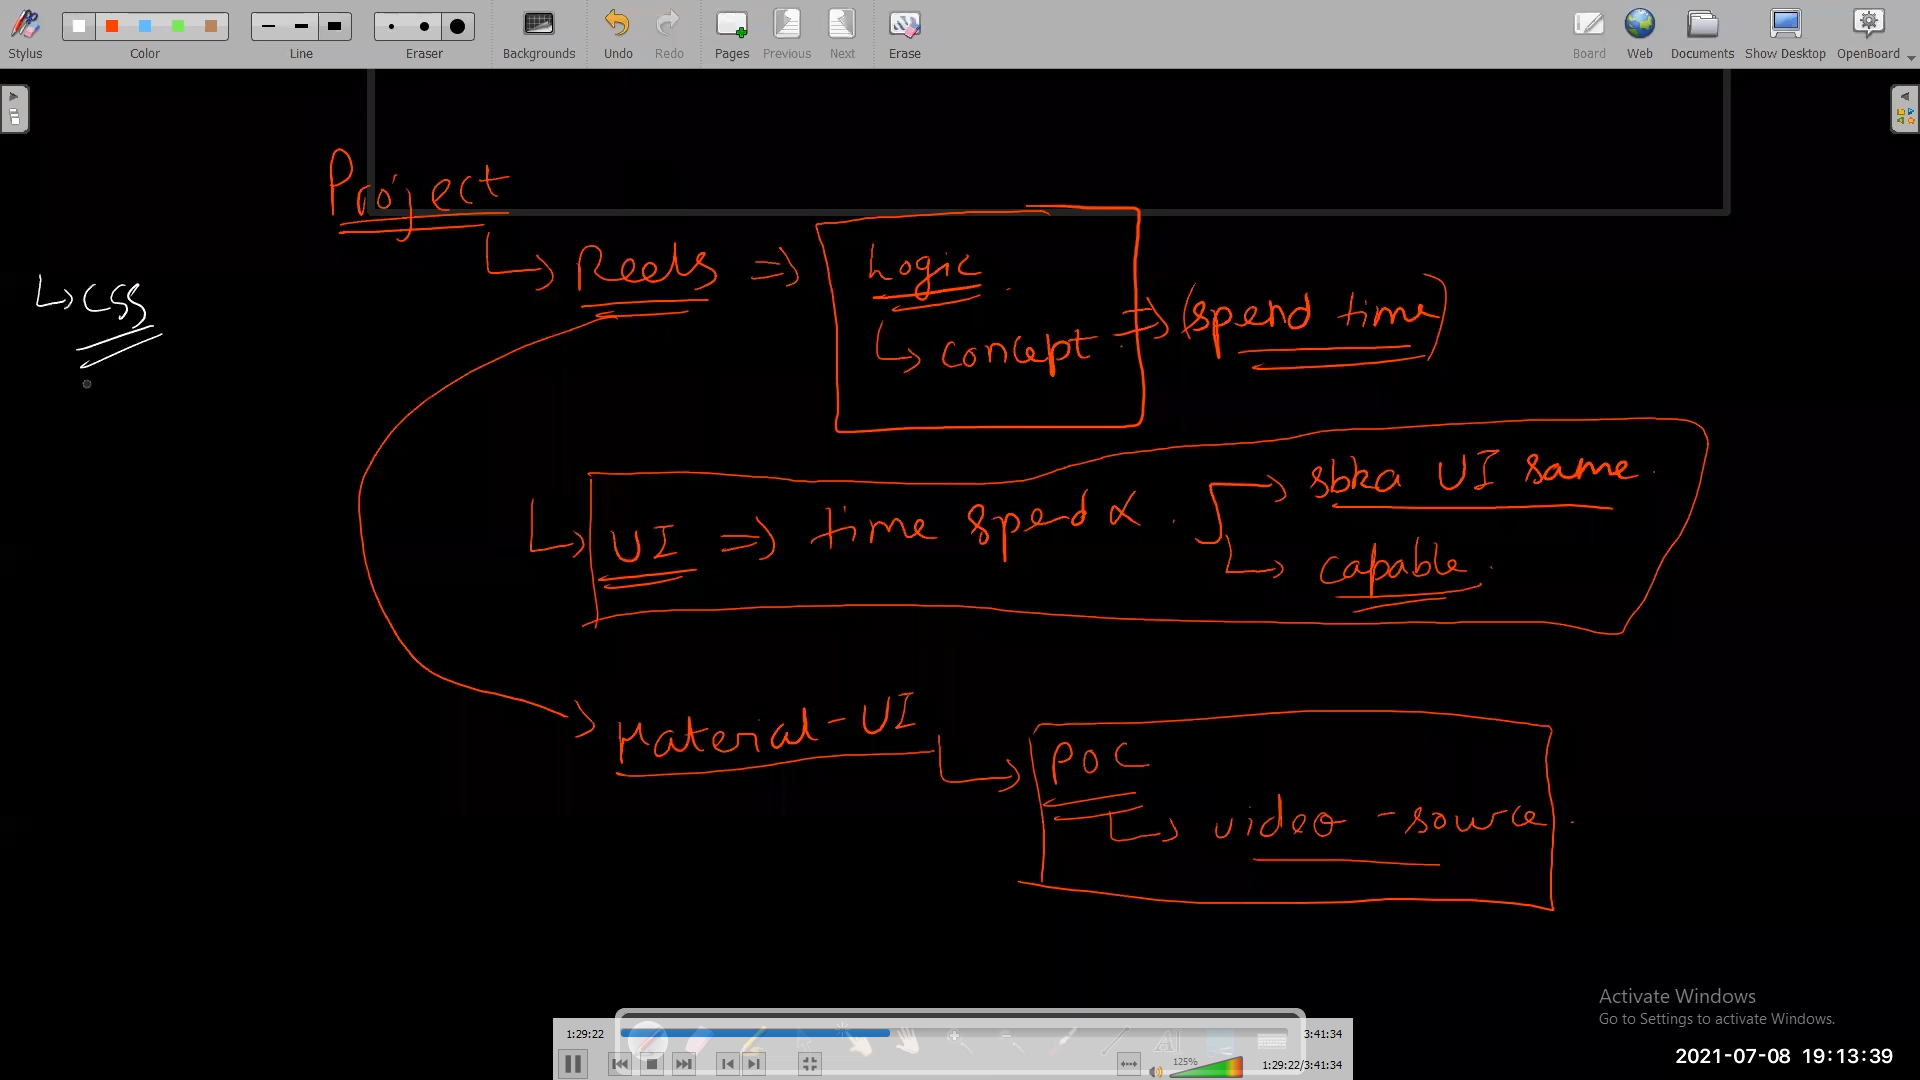 Stylus Color Line Eraser Backgrounds Undo Redo Pages Previous Next Erase Board Web Documents Show Desktop OpenBoard
Project
↳ Reels ⇒ Logic
↳ CSS
↳ concept ⇒ (spend time)
↳ UI ⇒ time spend α → sbka UI same.
↳ capable.
→ Material-UI
↳ POC
↳ video-source.
Activate Windows
Go to Settings to activate Windows.
1:29:22 3:41:34
125% 1:29:22/3:41:34
2021-07-08 19:13:39